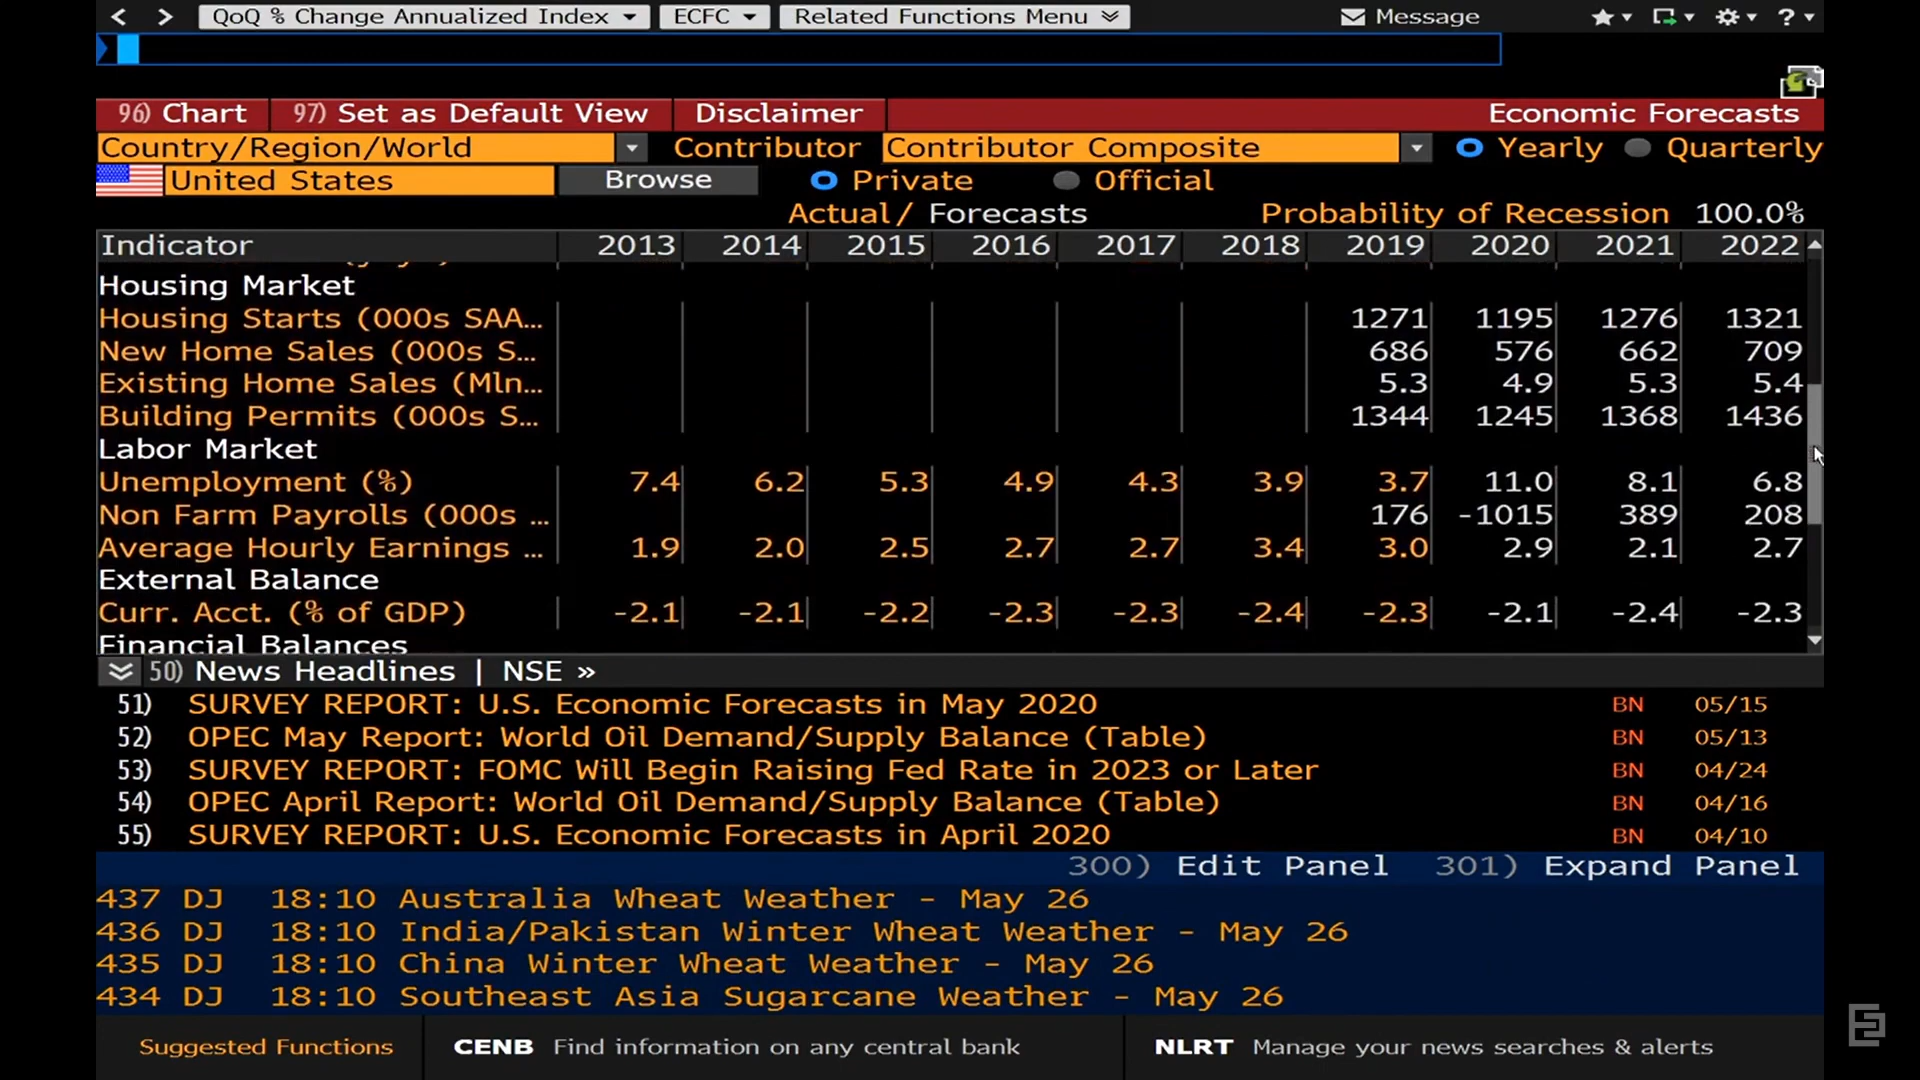 QoQ % Change Annualized Index ECFC Related Functions Menu Message ?
96) Chart 97) Set as Default View Disclaimer Economic Forecasts
Country/Region/World Contributor Contributor Composite Yearly Quarterly
United States Browse Private Official
Actual/ Forecasts Probability of Recession 100.0%
Indicator 2013 2014 2015 2016 2017 2018 2019 2020 2021 2022
Housing Market
Housing Starts (000s SAA... 1271 1195 1276 1321
New Home Sales (000s S... 686 576 662 709
Existing Home Sales (Mln... 5.3 4.9 5.3 5.4
Building Permits (000s S... 1344 1245 1368 1436
Labor Market
Unemployment (%) 7.4 6.2 5.3 4.9 4.3 3.9 3.7 11.0 8.1 6.8
Non Farm Payrolls (000s ... 176 -1015 389 208
Average Hourly Earnings ... 1.9 2.0 2.5 2.7 2.7 3.4 3.0 2.9 2.1 2.7
External Balance
Curr. Acct. (% of GDP) -2.1 -2.1 -2.2 -2.3 -2.3 -2.4 -2.3 -2.1 -2.4 -2.3
Financial Balances
50) News Headlines | NSE »
51) SURVEY REPORT: U.S. Economic Forecasts in May 2020 BN 05/15
52) OPEC May Report: World Oil Demand/Supply Balance (Table) BN 05/13
53) SURVEY REPORT: FOMC Will Begin Raising Fed Rate in 2023 or Later BN 04/24
54) OPEC April Report: World Oil Demand/Supply Balance (Table) BN 04/16
55) SURVEY REPORT: U.S. Economic Forecasts in April 2020 BN 04/10
300) Edit Panel 301) Expand Panel
437 DJ 18:10 Australia Wheat Weather - May 26
436 DJ 18:10 India/Pakistan Winter Wheat Weather - May 26
435 DJ 18:10 China Winter Wheat Weather - May 26
434 DJ 18:10 Southeast Asia Sugarcane Weather - May 26
Suggested Functions CENB Find information on any central bank NLRT Manage your news searches & alerts